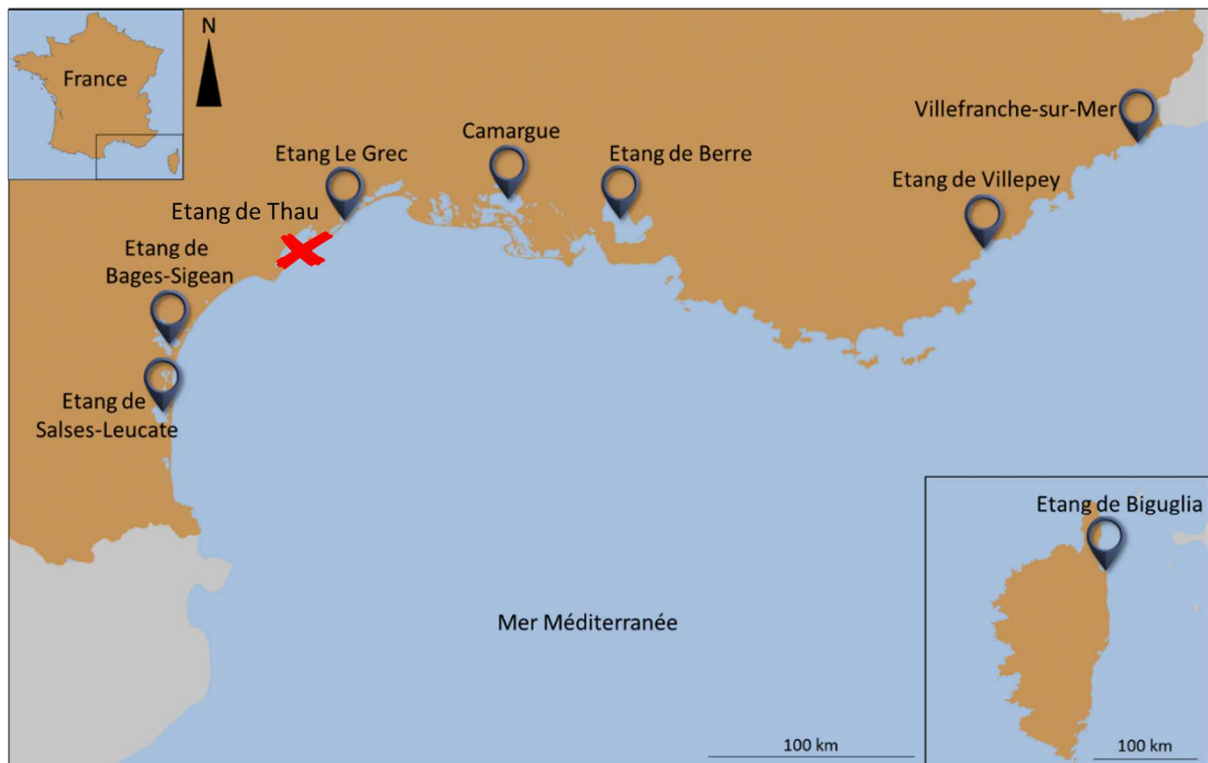 N
France
Villefranche-sur-Mer
Camargue
Etang Le Grec
Etang de Berre
Etang de Villepey
Etang de Thau
Etang de
Bages-Sigean
Etang de
Salses-Leucate
Etang de Biguglia
Mer Méditerranée
100 km
100 km